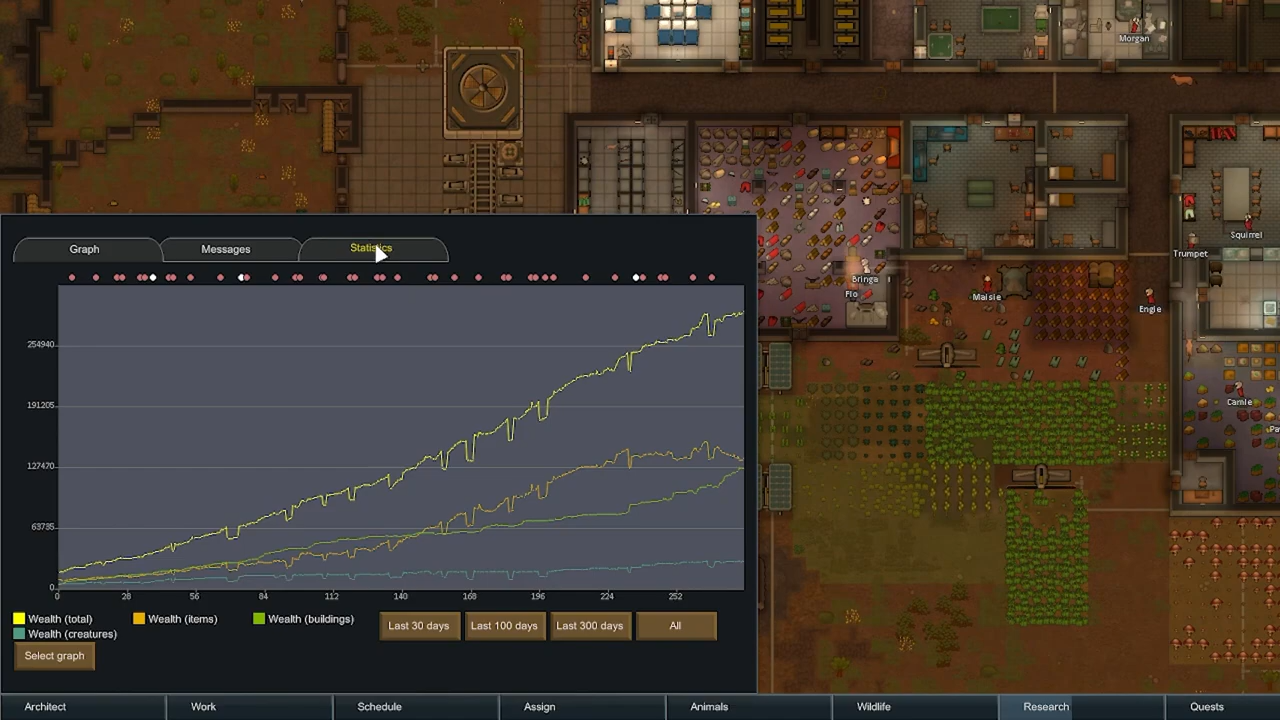 Morgan
Squirrel
Trumpet
Bringa
Flo
Maisie
Engie
Camle
Pa
Graph
Messages
Statistics
254940
191205
127470
63735
0
0 28 56 84 112 140 168 196 224 252
Wealth (total) Wealth (items) Wealth (buildings)
Wealth (creatures)
Last 30 days Last 100 days Last 300 days All
Select graph
Architect Work Schedule Assign Animals Wildlife Research Quests